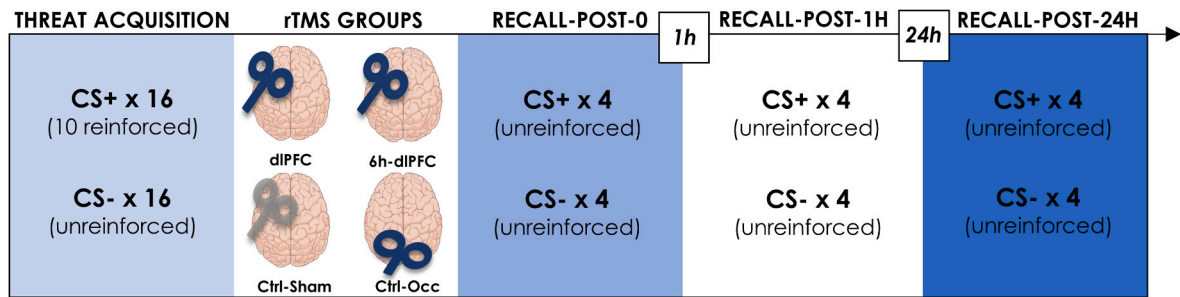 THREAT ACQUISITION
rTMS GROUPS
RECALL-POST-0
1h
RECALL-POST-1H
24h
RECALL-POST-24H
CS+ x 16
(10 reinforced)
CS- x 16
(unreinforced)
dlPFC
6h-dlPFC
Ctrl-Sham
Ctrl-Occ
CS+ x 4
(unreinforced)
CS- x 4
(unreinforced)
CS+ x 4
(unreinforced)
CS- x 4
(unreinforced)
CS+ x 4
(unreinforced)
CS- x 4
(unreinforced)